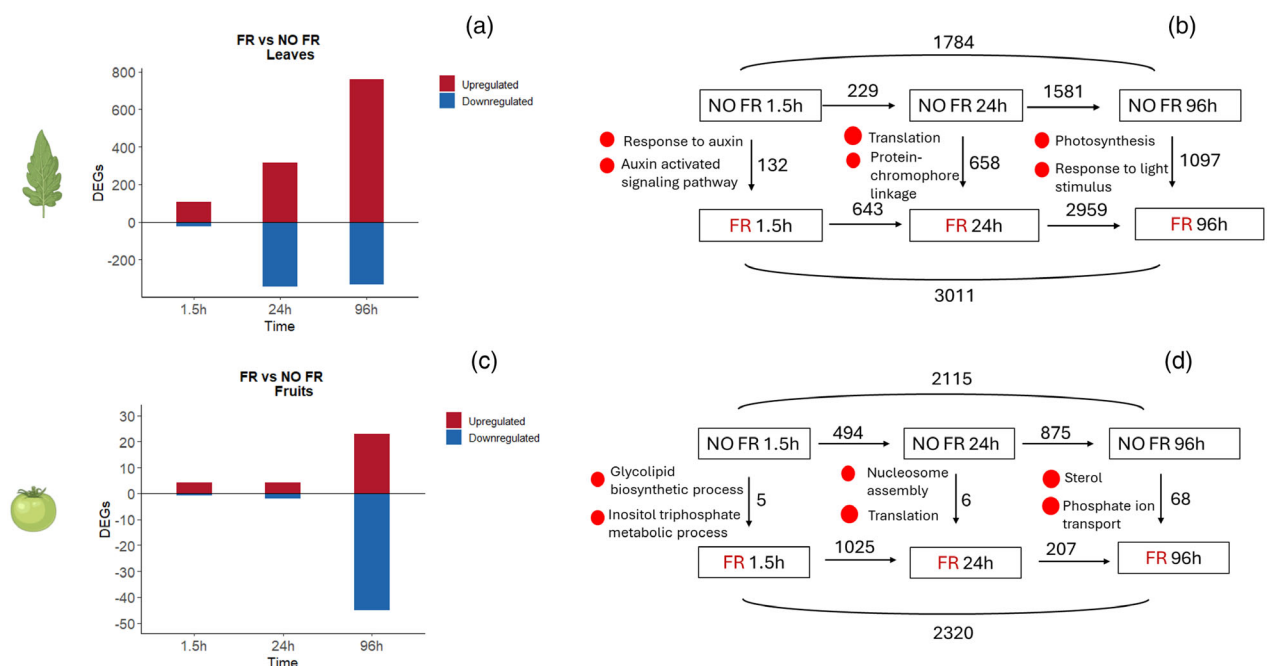 (a)
FR vs NO FR
Leaves
800
600
400
200
0
-200
DEGs
1.5h
24h
96h
Time
Upregulated
Downregulated
(b)
1784
NO FR 1.5h
229
NO FR 24h
1581
NO FR 96h
Response to auxin
Auxin activated
signaling pathway
132
Translation
Protein-
chromophore
linkage
658
Photosynthesis
Response to light
stimulus
1097
FR 1.5h
643
FR 24h
2959
FR 96h
3011
(c)
FR vs NO FR
Fruits
30
20
10
0
-10
-20
-30
-40
-50
DEGs
1.5h
24h
96h
Time
Upregulated
Downregulated
(d)
2115
NO FR 1.5h
494
NO FR 24h
875
NO FR 96h
Glycolipid
biosynthetic process
Inositol triphosphate
metabolic process
5
Nucleosome
assembly
Translation
6
Sterol
Phosphate ion
transport
68
FR 1.5h
1025
FR 24h
207
FR 96h
2320